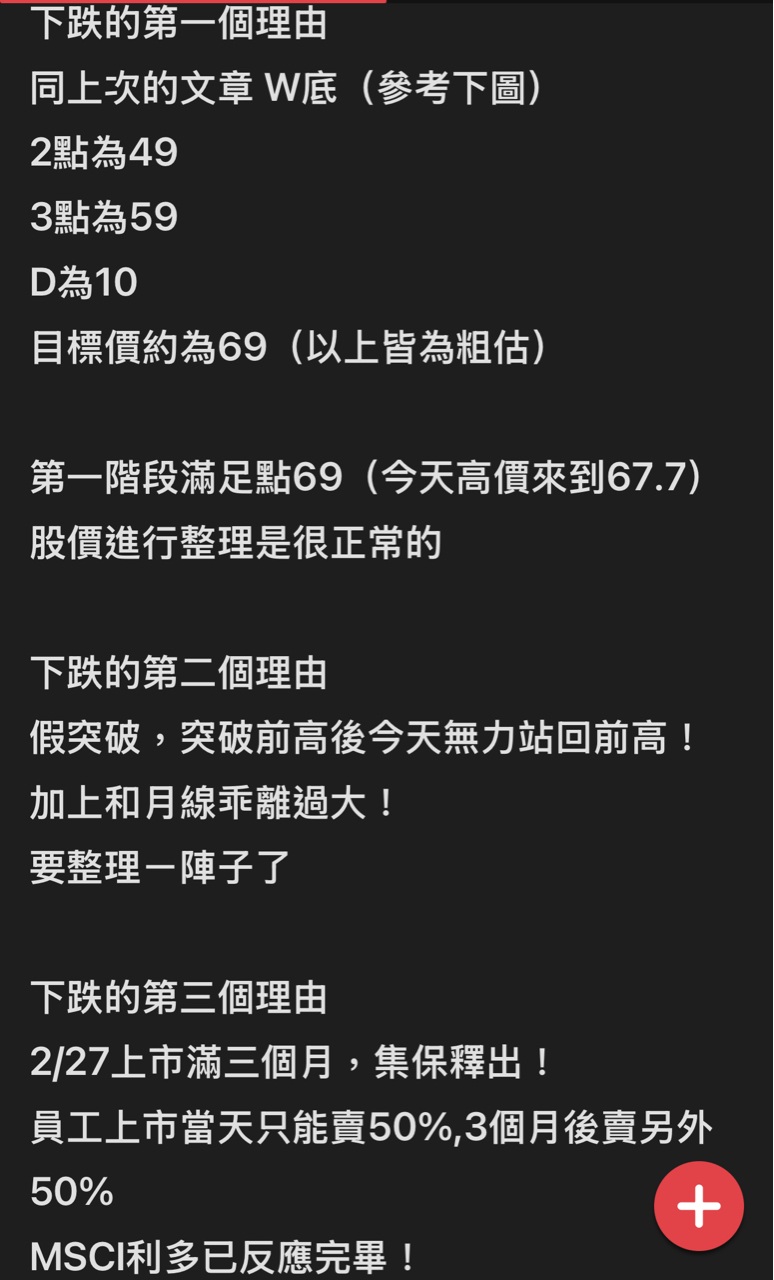 下跌的第一個理由
同上次的文章 W底（參考下圖）
2點為49
3點為59
D為10
目標價約為69（以上皆為粗估）
第一階段滿足點69（今天高價來到67.7）
股價進行整理是很正常的
下跌的第二個理由
假突破，突破前高後今天無力站回前高！
加上和月線乖離過大！
要整理一陣子了
下跌的第三個理由
2/27上市滿三個月，集保釋出！
員工上市當天只能賣50%,3個月後賣另外
50%
MSCI利多已反應完畢！